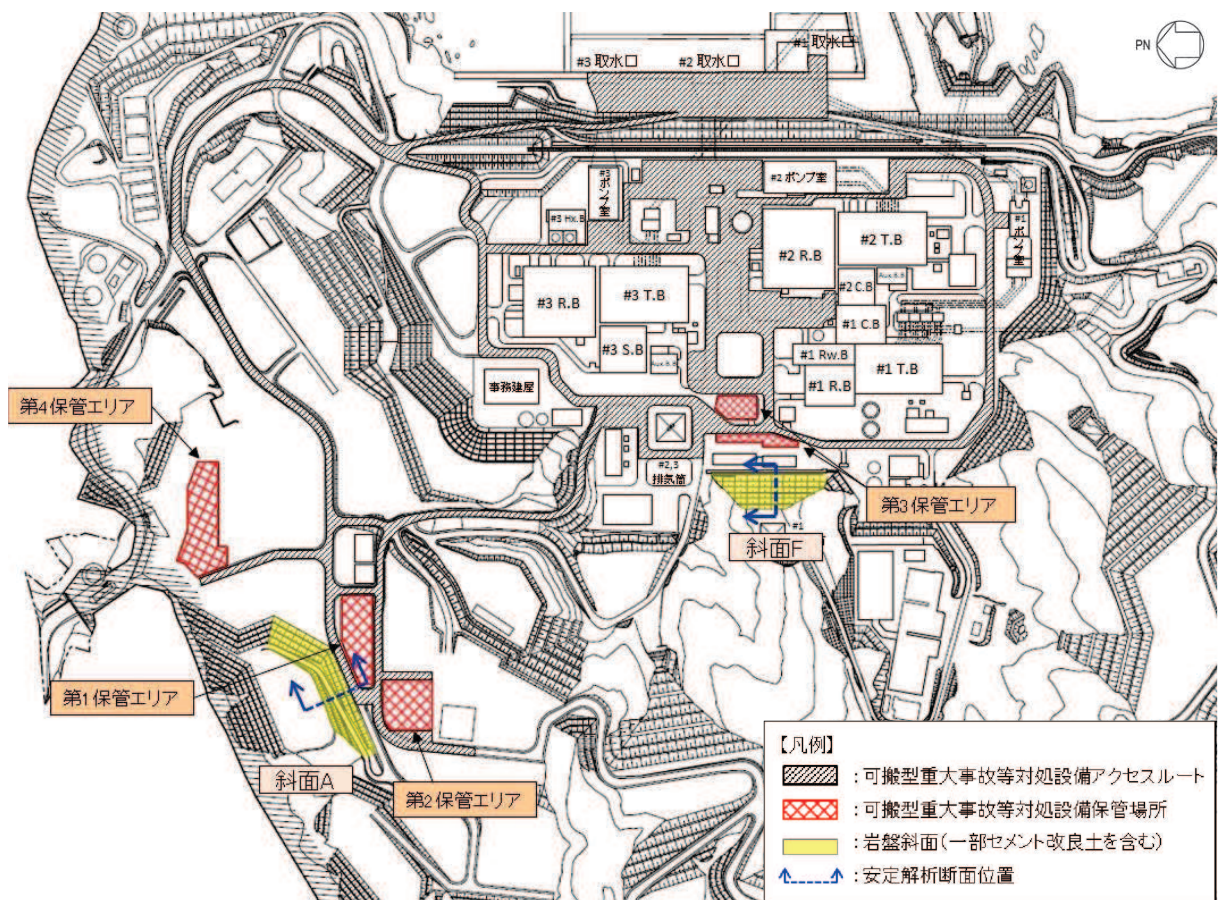 #1 取水口
#3 取水口
#2 取水口
PN
#3
ポンプ室
#2 ポンプ室
#3 Hx.B
#1
ポンプ室
#2 R.B
#2 T.B
#3 R.B
#3 T.B
#2 C.B
Aux.B.B
#1 C.B
#3 S.B
Aux.B.B
#1 Rw.B
#1 R.B
#1 T.B
事務建屋
第4保管エリア
#2,3
排気筒
第3保管エリア
#1
斜面F
第1保管エリア
斜面A
第2保管エリア
【凡例】
:可搬型重大事故等対処設備アクセスルート
:可搬型重大事故等対処設備保管場所
:岩盤斜面(一部セメント改良土を含む)
:安定解析断面位置